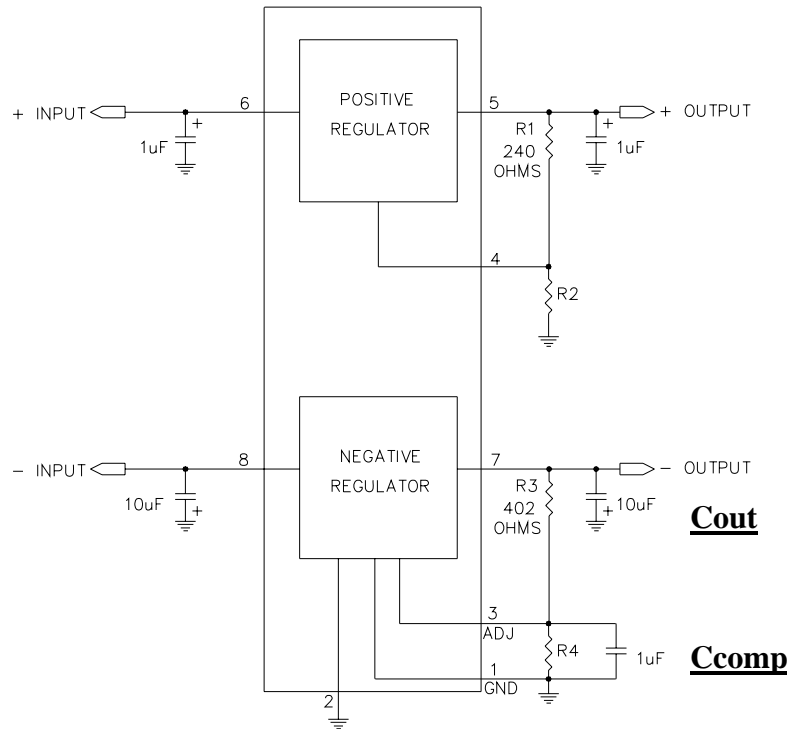 POSITIVE
REGULATOR
+ INPUT
6
5
+ OUTPUT
+
1uF
R1
240
OHMS
+
1uF
4
R2
NEGATIVE
REGULATOR
- INPUT
8
7
- OUTPUT
10uF
+
R3
402
OHMS
10uF
+
Cout
3
ADJ
R4
1uF
Ccomp
1
GND
2